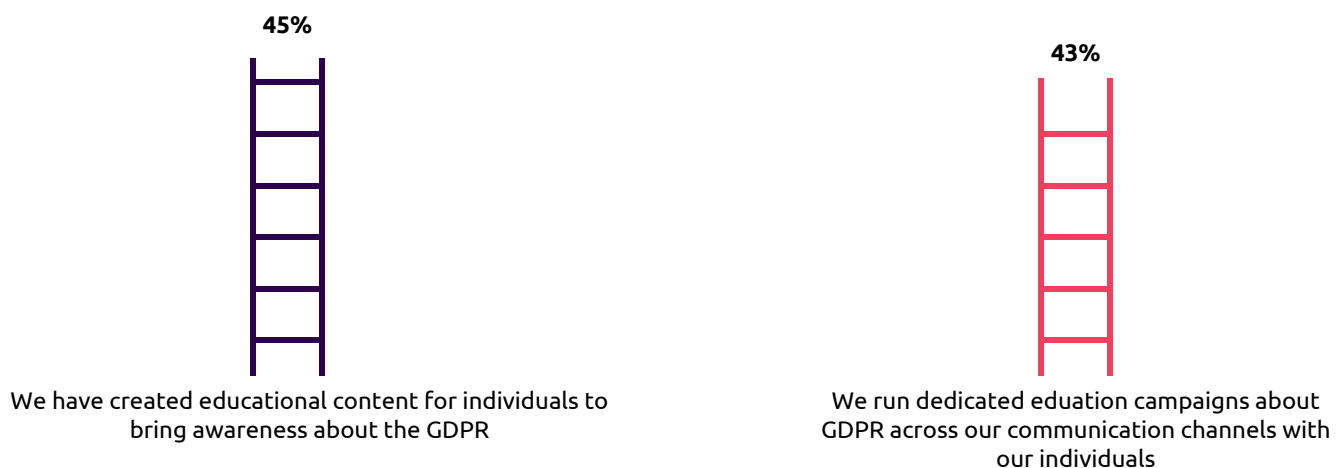 45%
43%
We have created educational content for individuals to
bring awareness about the GDPR
We run dedicated eduation campaigns about
GDPR across our communication channels with
our individuals